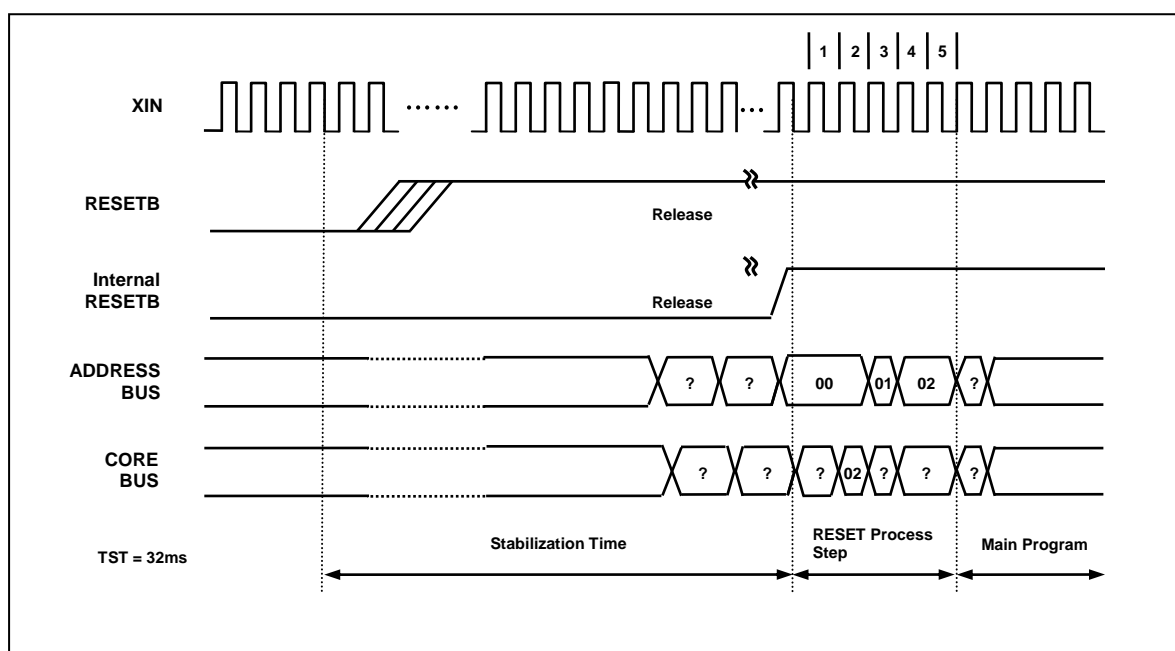 1 2 3 4 5
XIN
RESETB
Release
Internal
RESETB
Release
ADDRESS
BUS
? ? 00 01 02 ?
CORE
BUS
? ? ? 02 ? ? ?
TST = 32ms
Stabilization Time
RESET Process
Step
Main Program